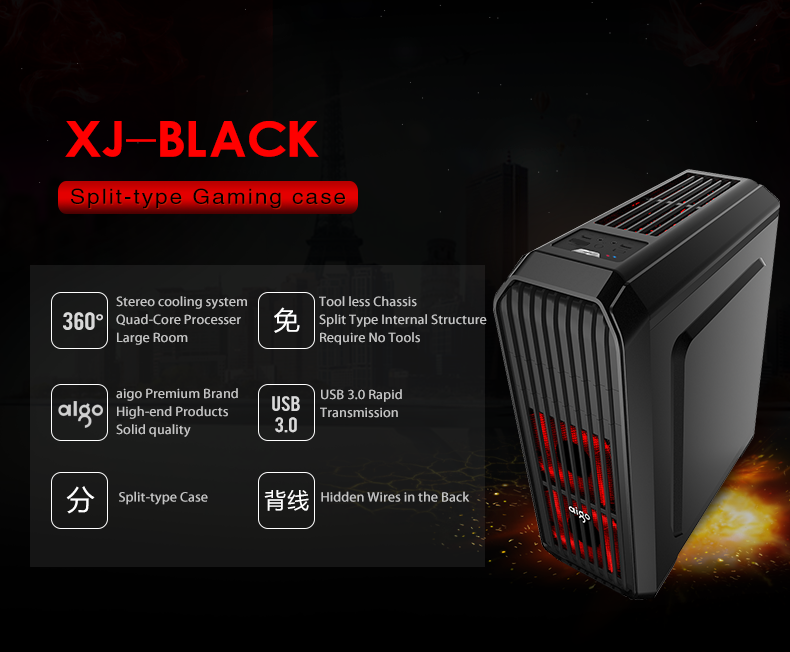 XJ—BLACK
Split-type Gaming case
360°
Stereo cooling system
Quad-Core Processer
Large Room
免
Tool less Chassis
Split Type Internal Structure
Require No Tools
aigo
aigo Premium Brand
High-end Products
Solid quality
USB
3.0
USB 3.0 Rapid
Transmission
分
Split-type Case
背线
Hidden Wires in the Back
aigo